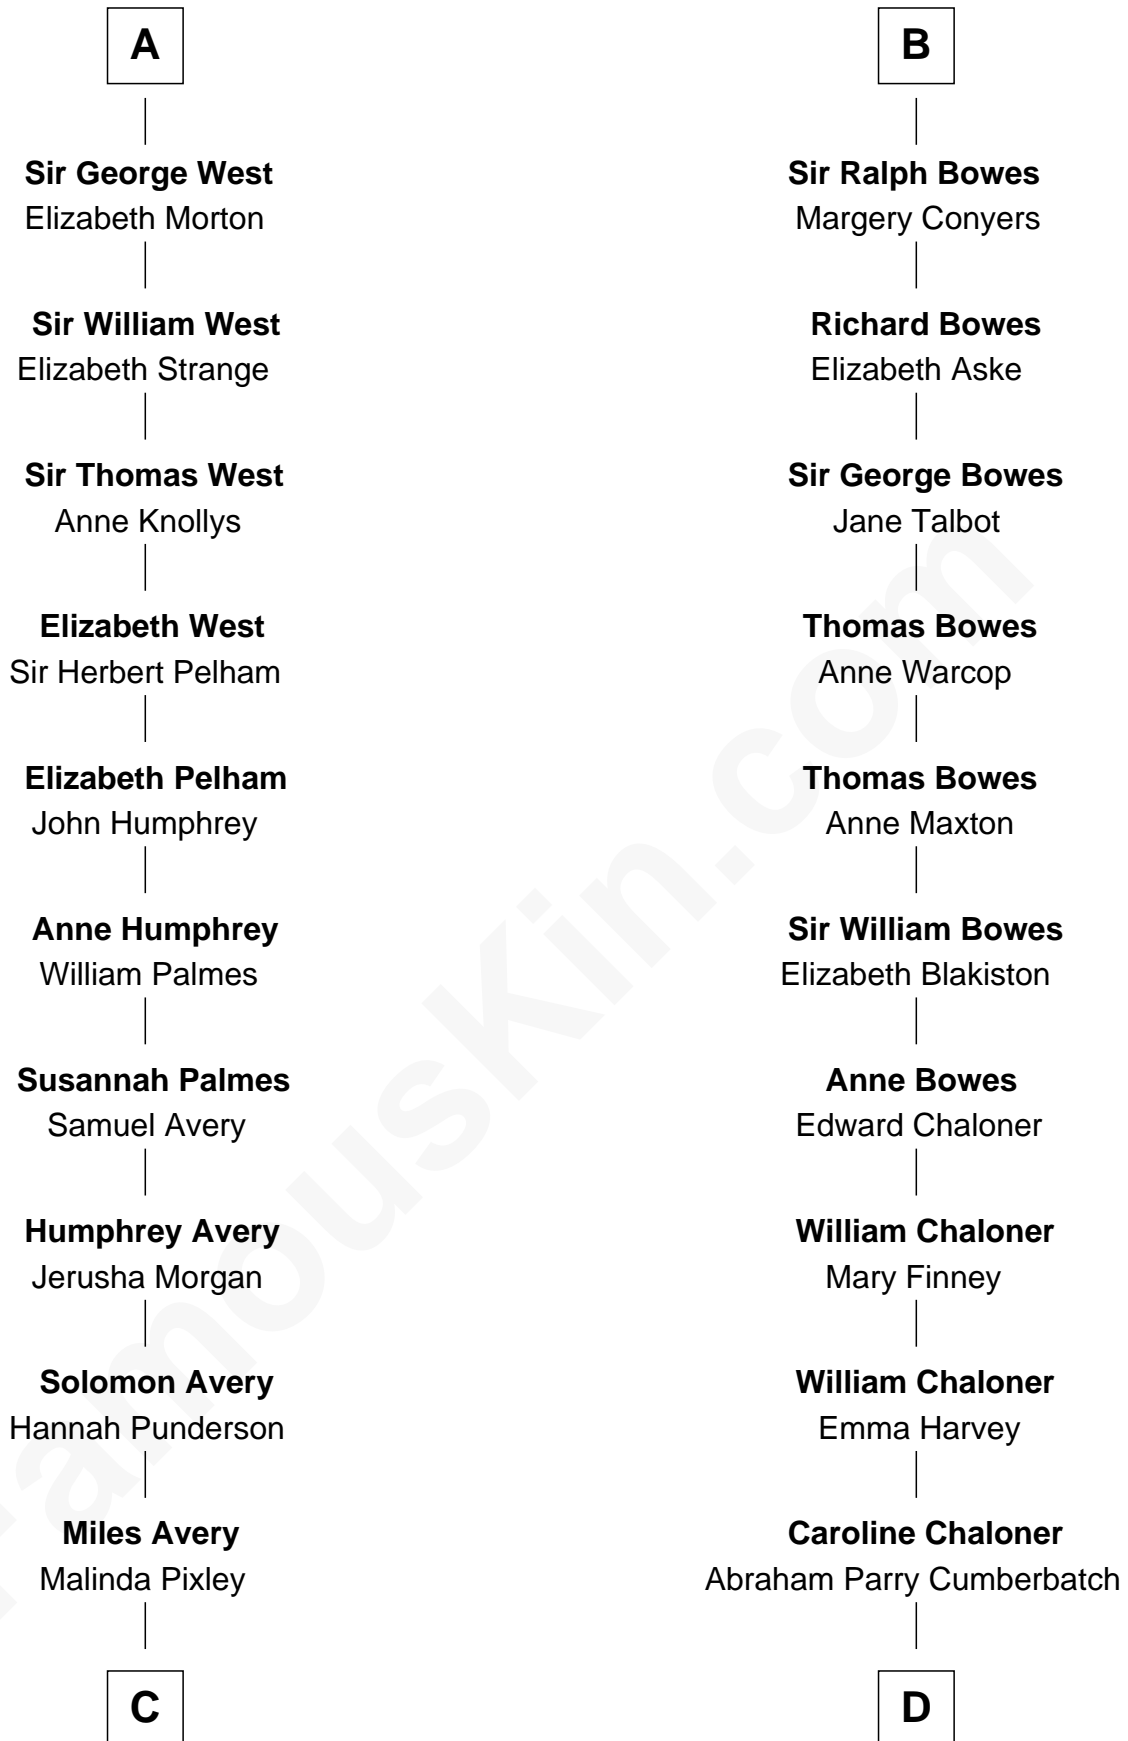 A
Sir George West
Elizabeth Morton
Sir William West
Elizabeth Strange
Sir Thomas West
Anne Knollys
Elizabeth West
Sir Herbert Pelham
Elizabeth Pelham
John Humphrey
Anne Humphrey
William Palmes
Susannah Palmes
Samuel Avery
Humphrey Avery
Jerusha Morgan
Solomon Avery
Hannah Punderson
Miles Avery
Malinda Pixley
C
B
Sir Ralph Bowes
Margery Conyers
Richard Bowes
Elizabeth Aske
Sir George Bowes
Jane Talbot
Thomas Bowes
Anne Warcop
Thomas Bowes
Anne Maxton
Sir William Bowes
Elizabeth Blakiston
Anne Bowes
Edward Chaloner
William Chaloner
Mary Finney
William Chaloner
Emma Harvey
Caroline Chaloner
Abraham Parry Cumberbatch
D
FamousKin.com